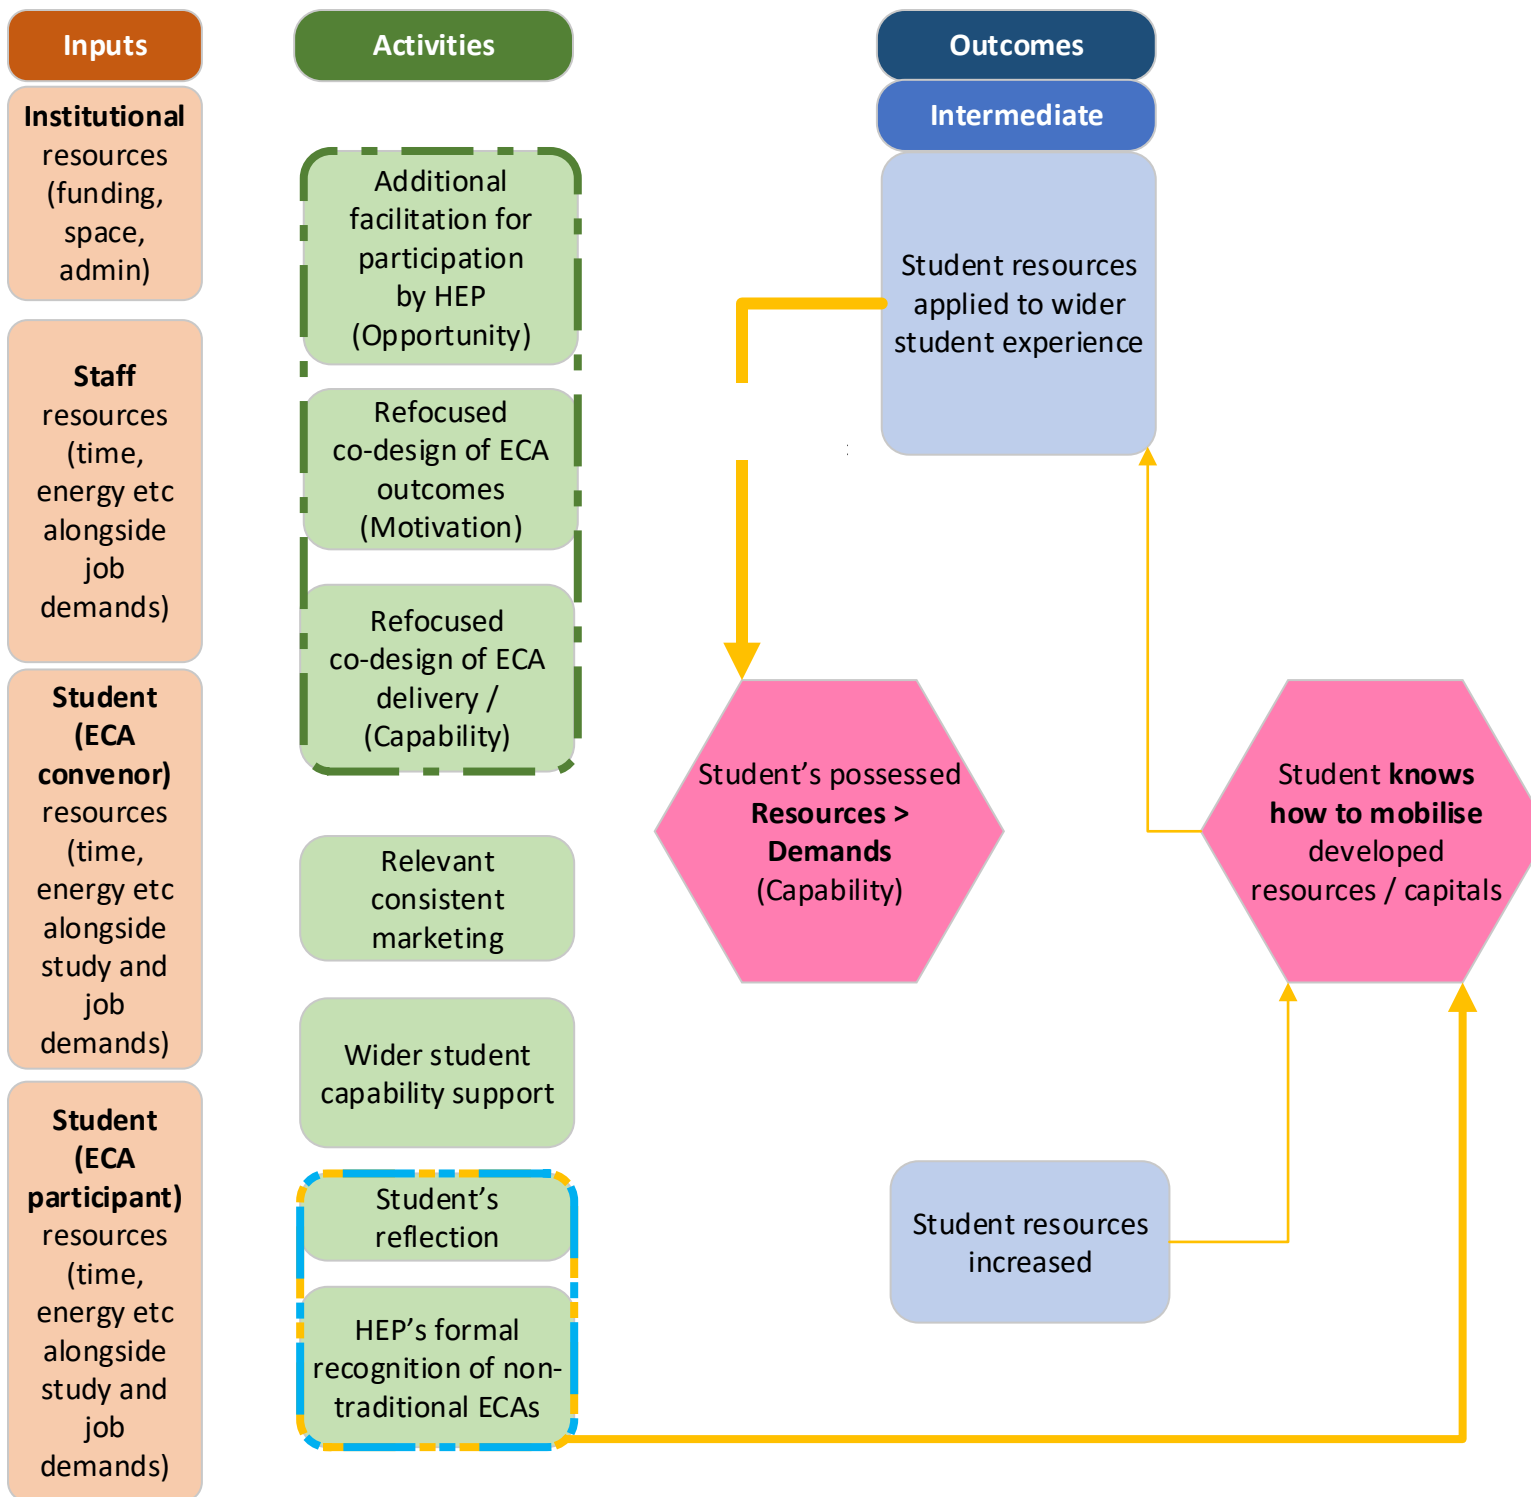 Inputs
Institutional
resources
(funding,
space,
admin)
Staff
resources
(time,
energy etc
alongside
job
demands)
Student
(ECA
convenor)
resources
(time,
energy etc
alongside
study and
job
demands)
Student
(ECA
participant)
resources
(time,
energy etc
alongside
study and
job
demands)
Activities
Additional
facilitation for
participation
by HEP
(Opportunity)
Refocused
co-design of ECA
outcomes
(Motivation)
Refocused
co-design of ECA
delivery /
(Capability)
Relevant
consistent
marketing
Wider student
capability support
Student’s
reflection
HEP’s formal
recognition of non-
traditional ECAs
Outcomes
Intermediate
Student resources
applied to wider
student experience
:
Student’s possessed
Resources >
Demands
(Capability)
Student knows
how to mobilise
developed
resources / capitals
Student resources
increased